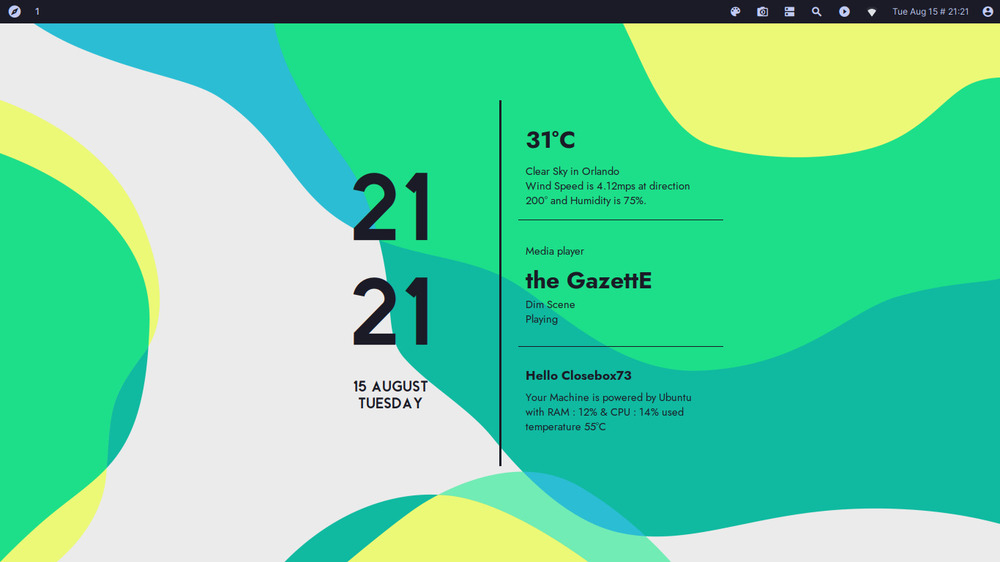 1
Tue Aug 15 # 21:21
21
21
15 AUGUST
TUESDAY
31°C
Clear Sky in Orlando
Wind Speed is 4.12mps at direction
200° and Humidity is 75%.
Media player
the GazettE
Dim Scene
Playing
Hello Closebox73
Your Machine is powered by Ubuntu
with RAM : 12% & CPU : 14% used
temperature 55°C